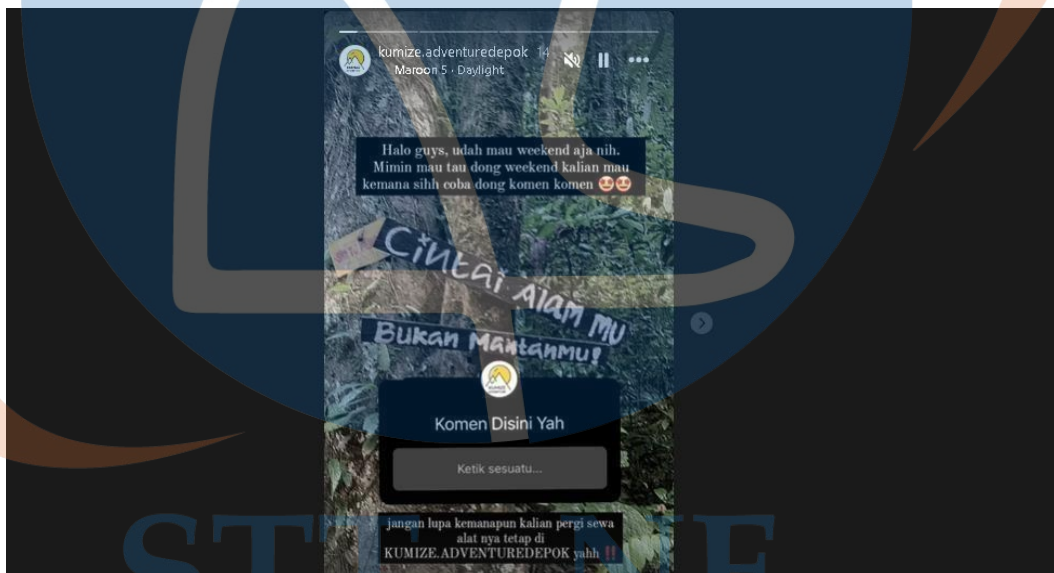 kumize.adventuredepok 14
Maroon 5 · Daylight
Halo guys, udah mau weekend aja nih.
Mimin mau tau dong weekend kalian mau
kemana sihh coba dong komen komen 😍😍
Cintai Alam mu
Bukan Mantanmu!
Komen Disini Yah
Ketik sesuatu...
jangan lupa kemanapun kalian pergi sewa
alat nya tetap di
KUMIZE.ADVENTUREDEPOK yahh ‼️